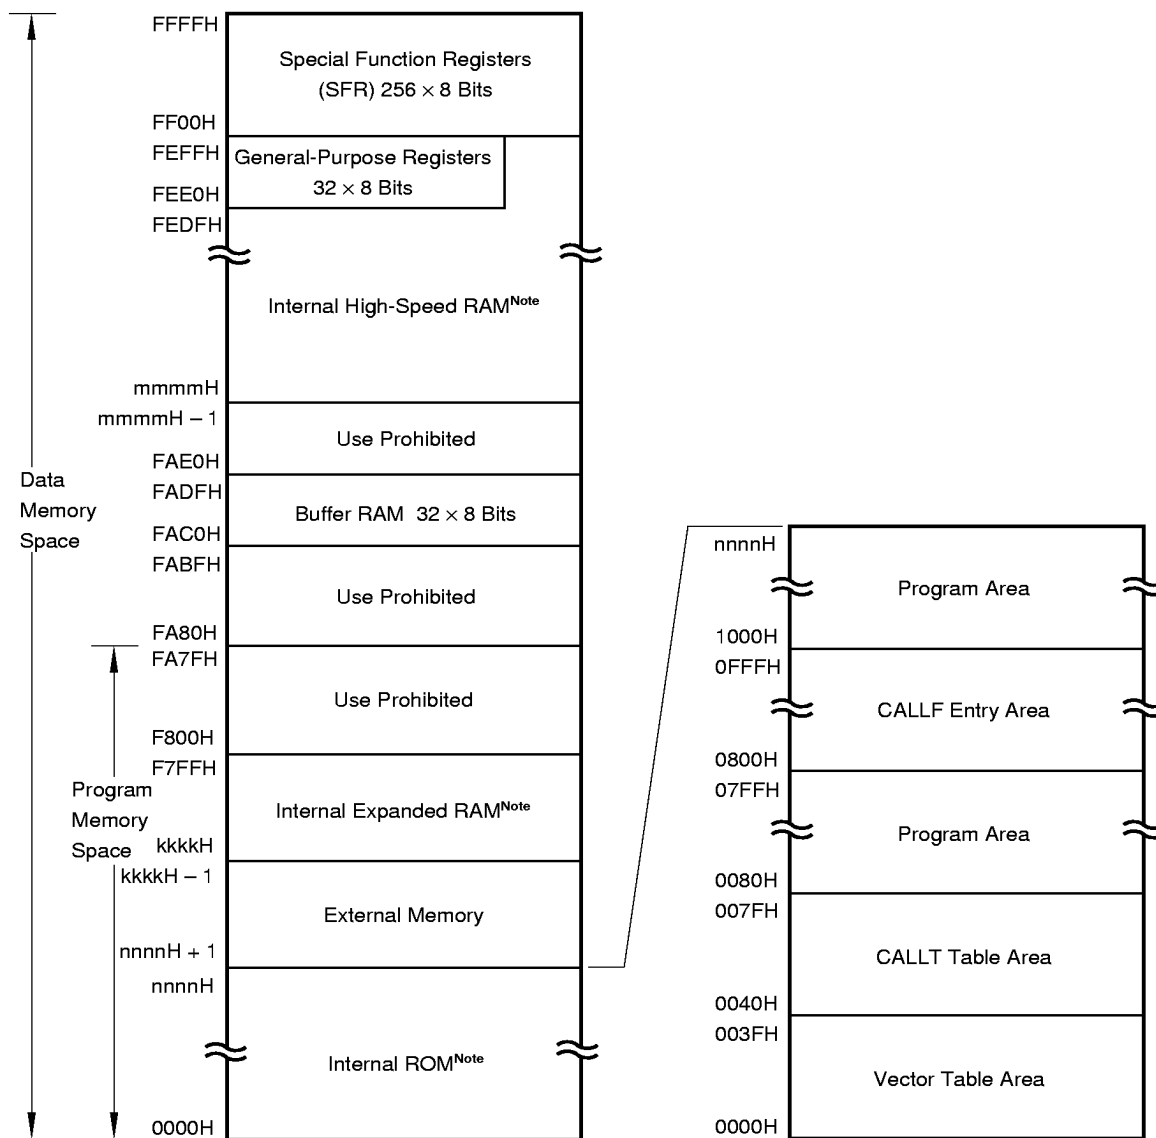 FFFFH
Special Function Registers
(SFR) 256 × 8 Bits
FF00H
FEFFH
General-Purpose Registers
32 × 8 Bits
FEE0H
FEDFH
Internal High-Speed RAMNote
mmmmH
mmmmH – 1
Use Prohibited
FAE0H
FADFH
Buffer RAM 32 × 8 Bits
FAC0H
FABFH
Use Prohibited
FA80H
FA7FH
Use Prohibited
F800H
F7FFH
Internal Expanded RAMNote
kkkkH
kkkkH – 1
External Memory
nnnnH + 1
nnnnH
Internal ROMNote
0000H
Data
Memory
Space
Program
Memory
Space
nnnnH
Program Area
1000H
0FFFH
CALLF Entry Area
0800H
07FFH
Program Area
0080H
007FH
CALLT Table Area
0040H
003FH
Vector Table Area
0000H